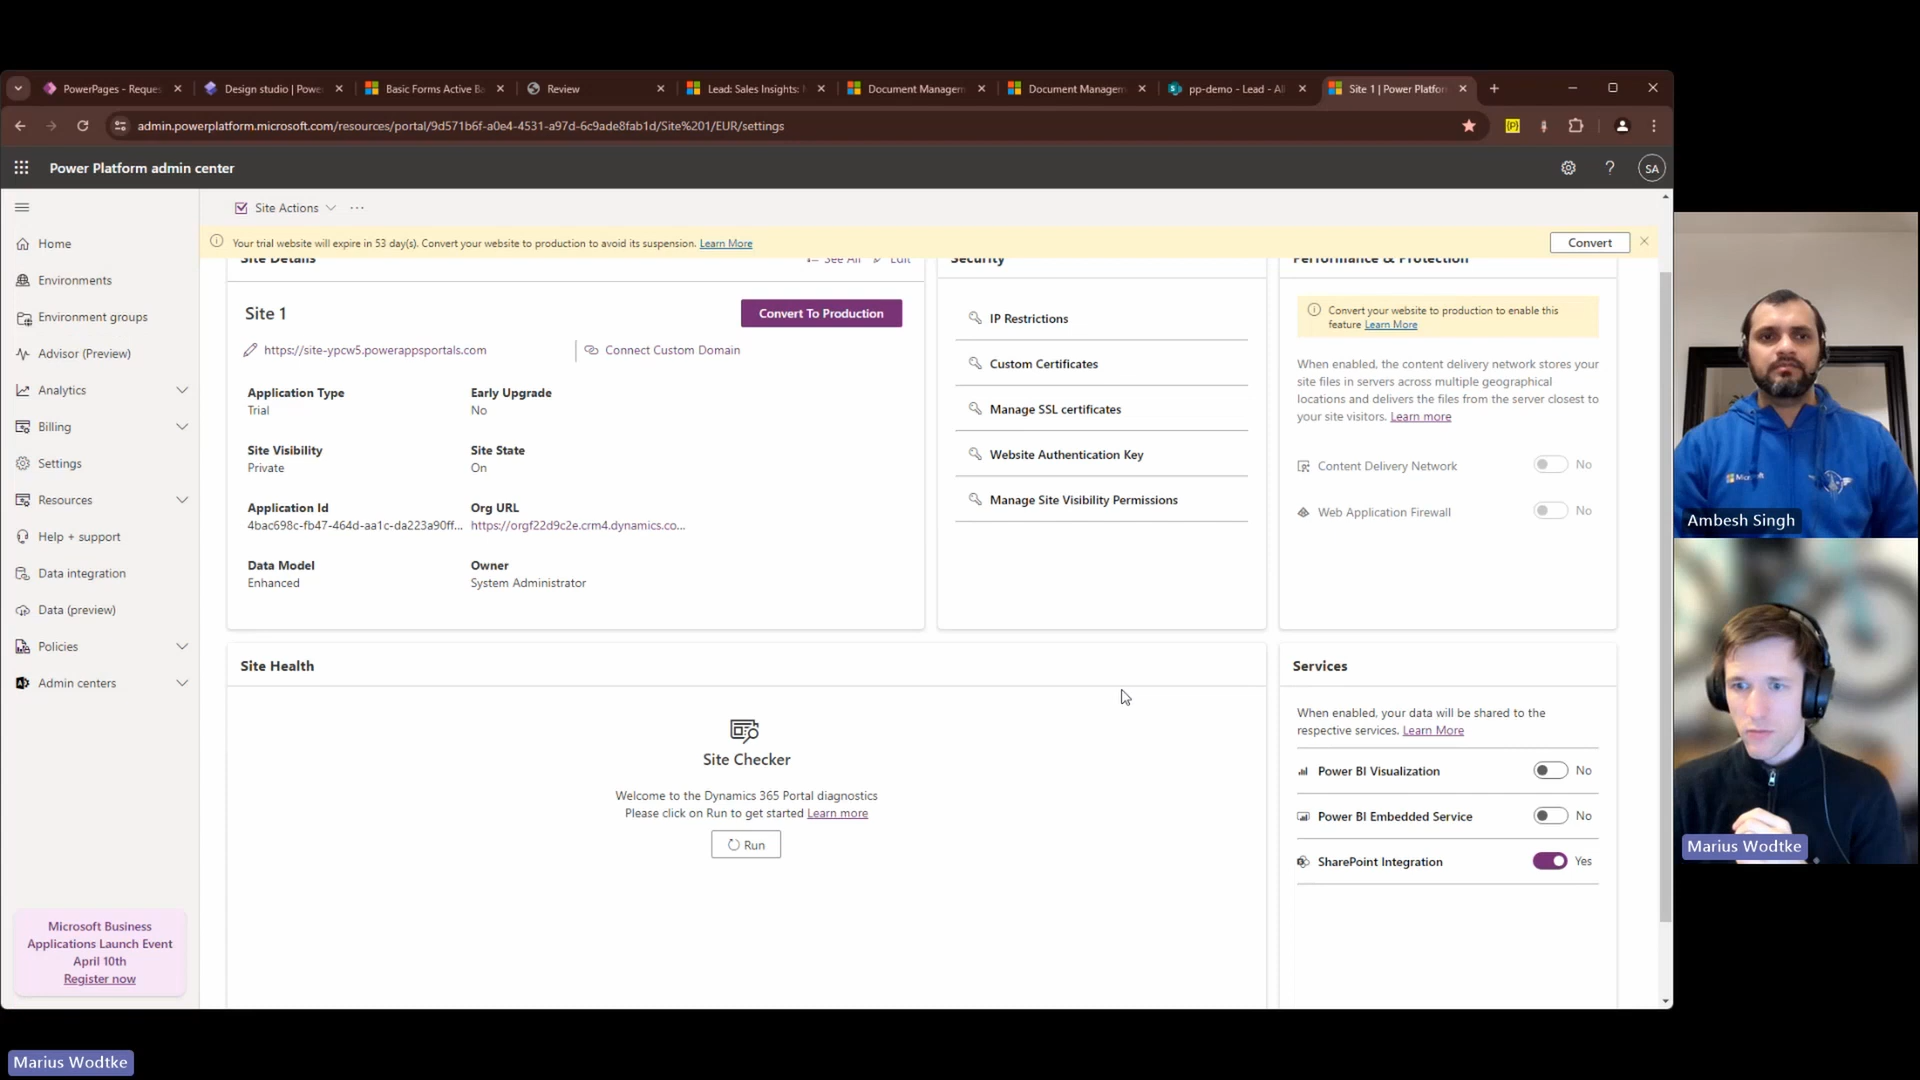 PowerPages - Reques
Design studio | Powe
Basic Forms Active Ba
Review
Lead: Sales Insights:
Document Managem
Document Managem
pp-demo - Lead - All
Site 1 | Power Platfor
admin.powerplatform.microsoft.com/resources/portal/9d571b6f-a0e4-4531-a97d-6c9ade8fab1d/Site%201/EUR/settings
Power Platform admin center
SA
Site Actions
Your trial website will expire in 53 day(s). Convert your website to production to avoid its suspension. Learn More
Convert
Home
Environments
Environment groups
Advisor (Preview)
Analytics
Billing
Settings
Resources
Help + support
Data integration
Data (preview)
Policies
Admin centers
Microsoft Business
Applications Launch Event
April 10th
Register now
Site Details
See All
Edit
Site 1
Convert To Production
https://site-ypcw5.powerappsportals.com
Connect Custom Domain
Application Type
Trial
Early Upgrade
No
Site Visibility
Private
Site State
On
Application Id
4bac698c-fb47-464d-aa1c-da223a90ff...
Org URL
https://orgf22d9c2e.crm4.dynamics.co...
Data Model
Enhanced
Owner
System Administrator
Security
IP Restrictions
Custom Certificates
Manage SSL certificates
Website Authentication Key
Manage Site Visibility Permissions
Performance & Protection
Convert your website to production to enable this
feature Learn More
When enabled, the content delivery network stores your
site files in servers across multiple geographical
locations and delivers the files from the server closest to
your site visitors. Learn more
Content Delivery Network
No
Web Application Firewall
No
Site Health
Site Checker
Welcome to the Dynamics 365 Portal diagnostics
Please click on Run to get started Learn more
Run
Services
When enabled, your data will be shared to the
respective services. Learn More
Power BI Visualization
No
Power BI Embedded Service
No
SharePoint Integration
Yes
Microsoft
Ambesh Singh
Marius Wodtke
Marius Wodtke